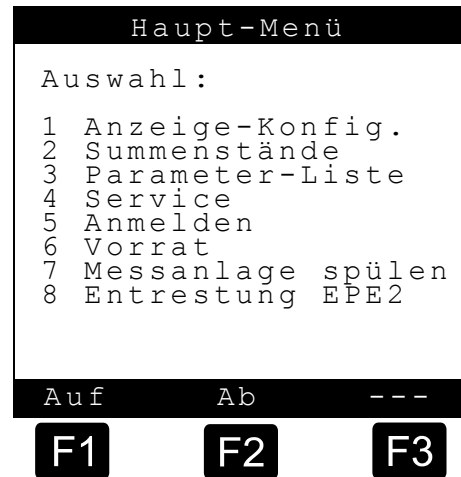 Haupt-Menü
Auswahl:
1 Anzeige-Konfig.
2 Summenstände
3 Parameter-Liste
4 Service
5 Anmelden
6 Vorrat
7 Messanlage spülen
8 Entrestung EPE2
Auf Ab ---
F1 F2 F3